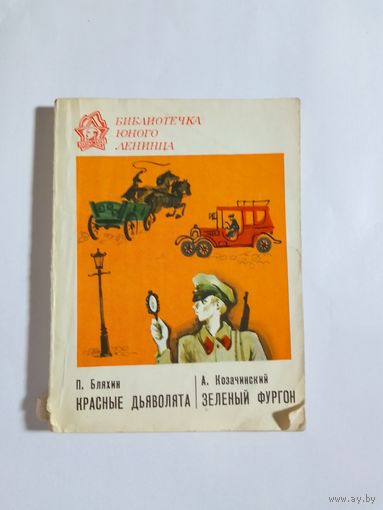 БИБЛИОТЕЧКА
ЮНОГО
ЛЕНИНЦА
П. Бляхин
КРАСНЫЕ ДЬЯВОЛЯТА
А. Козачинский
ЗЕЛЕНЫЙ ФУРГОН
www.ay.by